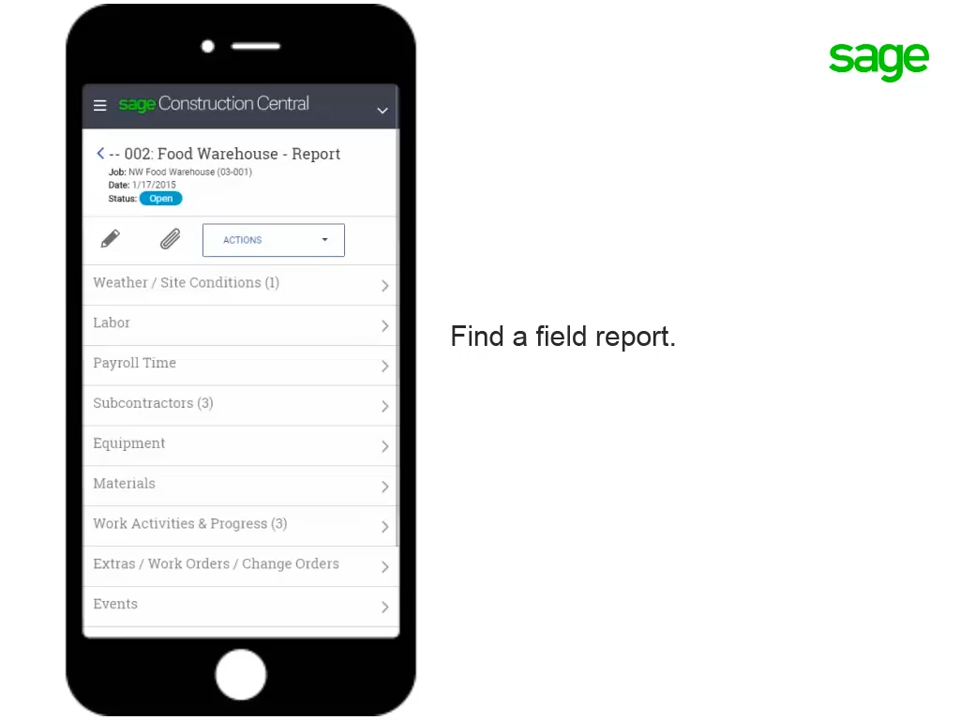 sage
sage Construction Central
-- 002: Food Warehouse - Report
Job: NW Food Warehouse (03-001)
Date: 1/17/2015
Status: Open
ACTIONS
Weather / Site Conditions (1)
Labor
Payroll Time
Subcontractors (3)
Equipment
Materials
Work Activities & Progress (3)
Extras / Work Orders / Change Orders
Events
Find a field report.